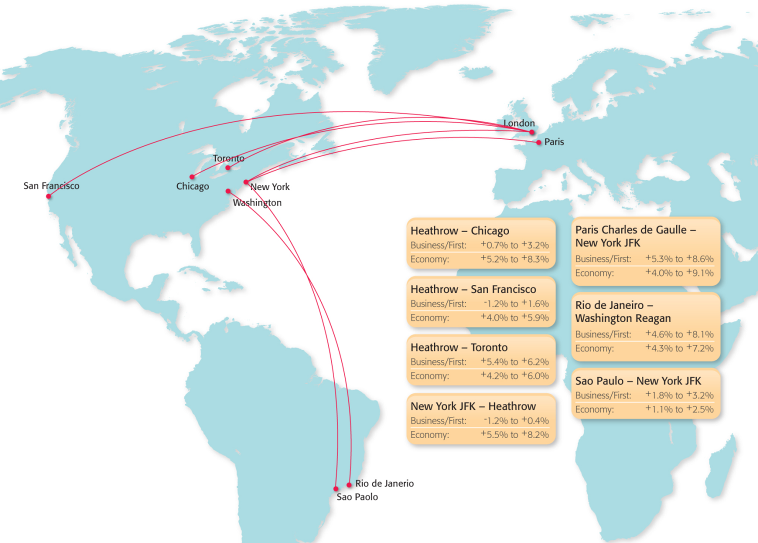 London
Paris
Toronto
Chicago
San Francisco
New York
Washington
Rio de Janerio
Sao Paolo
Heathrow – Chicago
Business/First: +0.7% to +3.2%
Economy: +5.2% to +8.3%
Heathrow – San Francisco
Business/First: -1.2% to +1.6%
Economy: +4.0% to +5.9%
Heathrow – Toronto
Business/First: +5.4% to +6.2%
Economy: +4.2% to +6.0%
New York JFK – Heathrow
Business/First: -1.2% to +0.4%
Economy: +5.5% to +8.2%
Paris Charles de Gaulle –
New York JFK
Business/First: +5.3% to +8.6%
Economy: +4.0% to +9.1%
Rio de Janeiro –
Washington Reagan
Business/First: +4.6% to +8.1%
Economy: +4.3% to +7.2%
Sao Paulo – New York JFK
Business/First: +1.8% to +3.2%
Economy: +1.1% to +2.5%